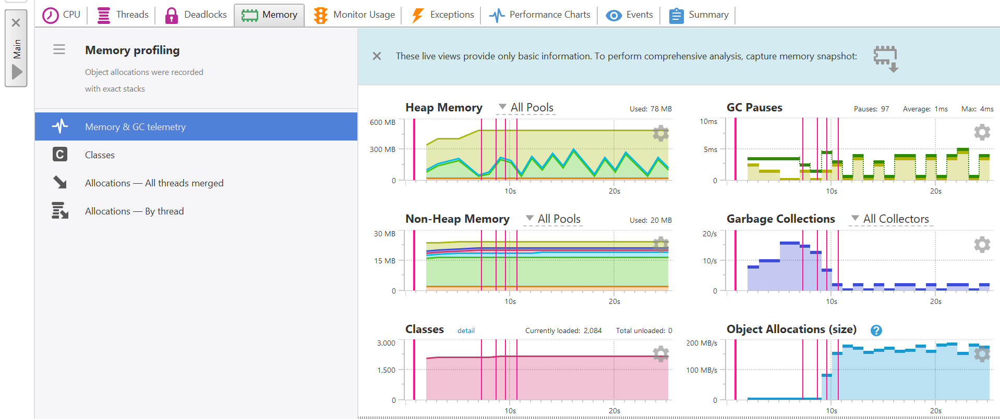 CPU
Threads
Deadlocks
Memory
Monitor Usage
Exceptions
Performance Charts
Events
Summary
Main
Memory profiling
Object allocations were recorded
with exact stacks
Memory & GC telemetry
C
Classes
Allocations — All threads merged
Allocations — By thread
These live views provide only basic information. To perform comprehensive analysis, capture memory snapshot:
Heap Memory All Pools Used: 78 MB
600 MB
300 MB
0
10s 20s
GC Pauses Pauses: 97 Average: 1ms Max: 4ms
10ms
5ms
0
10s 20s
Non-Heap Memory All Pools Used: 20 MB
30 MB
15 MB
0
10s 20s
Garbage Collections All Collectors
20/s
10/s
0
10s 20s
Classes detail Currently loaded: 2,084 Total unloaded: 0
3,000
1,500
0
10s 20s
Object Allocations (size) ?
200 MB/s
100 MB/s
0
10s 20s